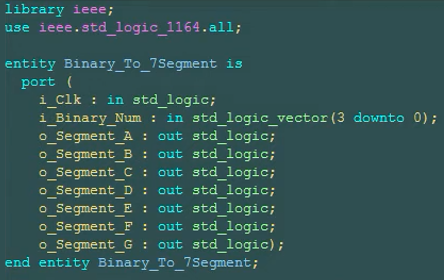 library ieee;
use ieee.std_logic_1164.all;
entity Binary_To_7Segment is
port (
i_Clk : in std_logic;
i_Binary_Num : in std_logic_vector(3 downto 0);
o_Segment_A : out std_logic;
o_Segment_B : out std_logic;
o_Segment_C : out std_logic;
o_Segment_D : out std_logic;
o_Segment_E : out std_logic;
o_Segment_F : out std_logic;
o_Segment_G : out std_logic);
end entity Binary_To_7Segment;